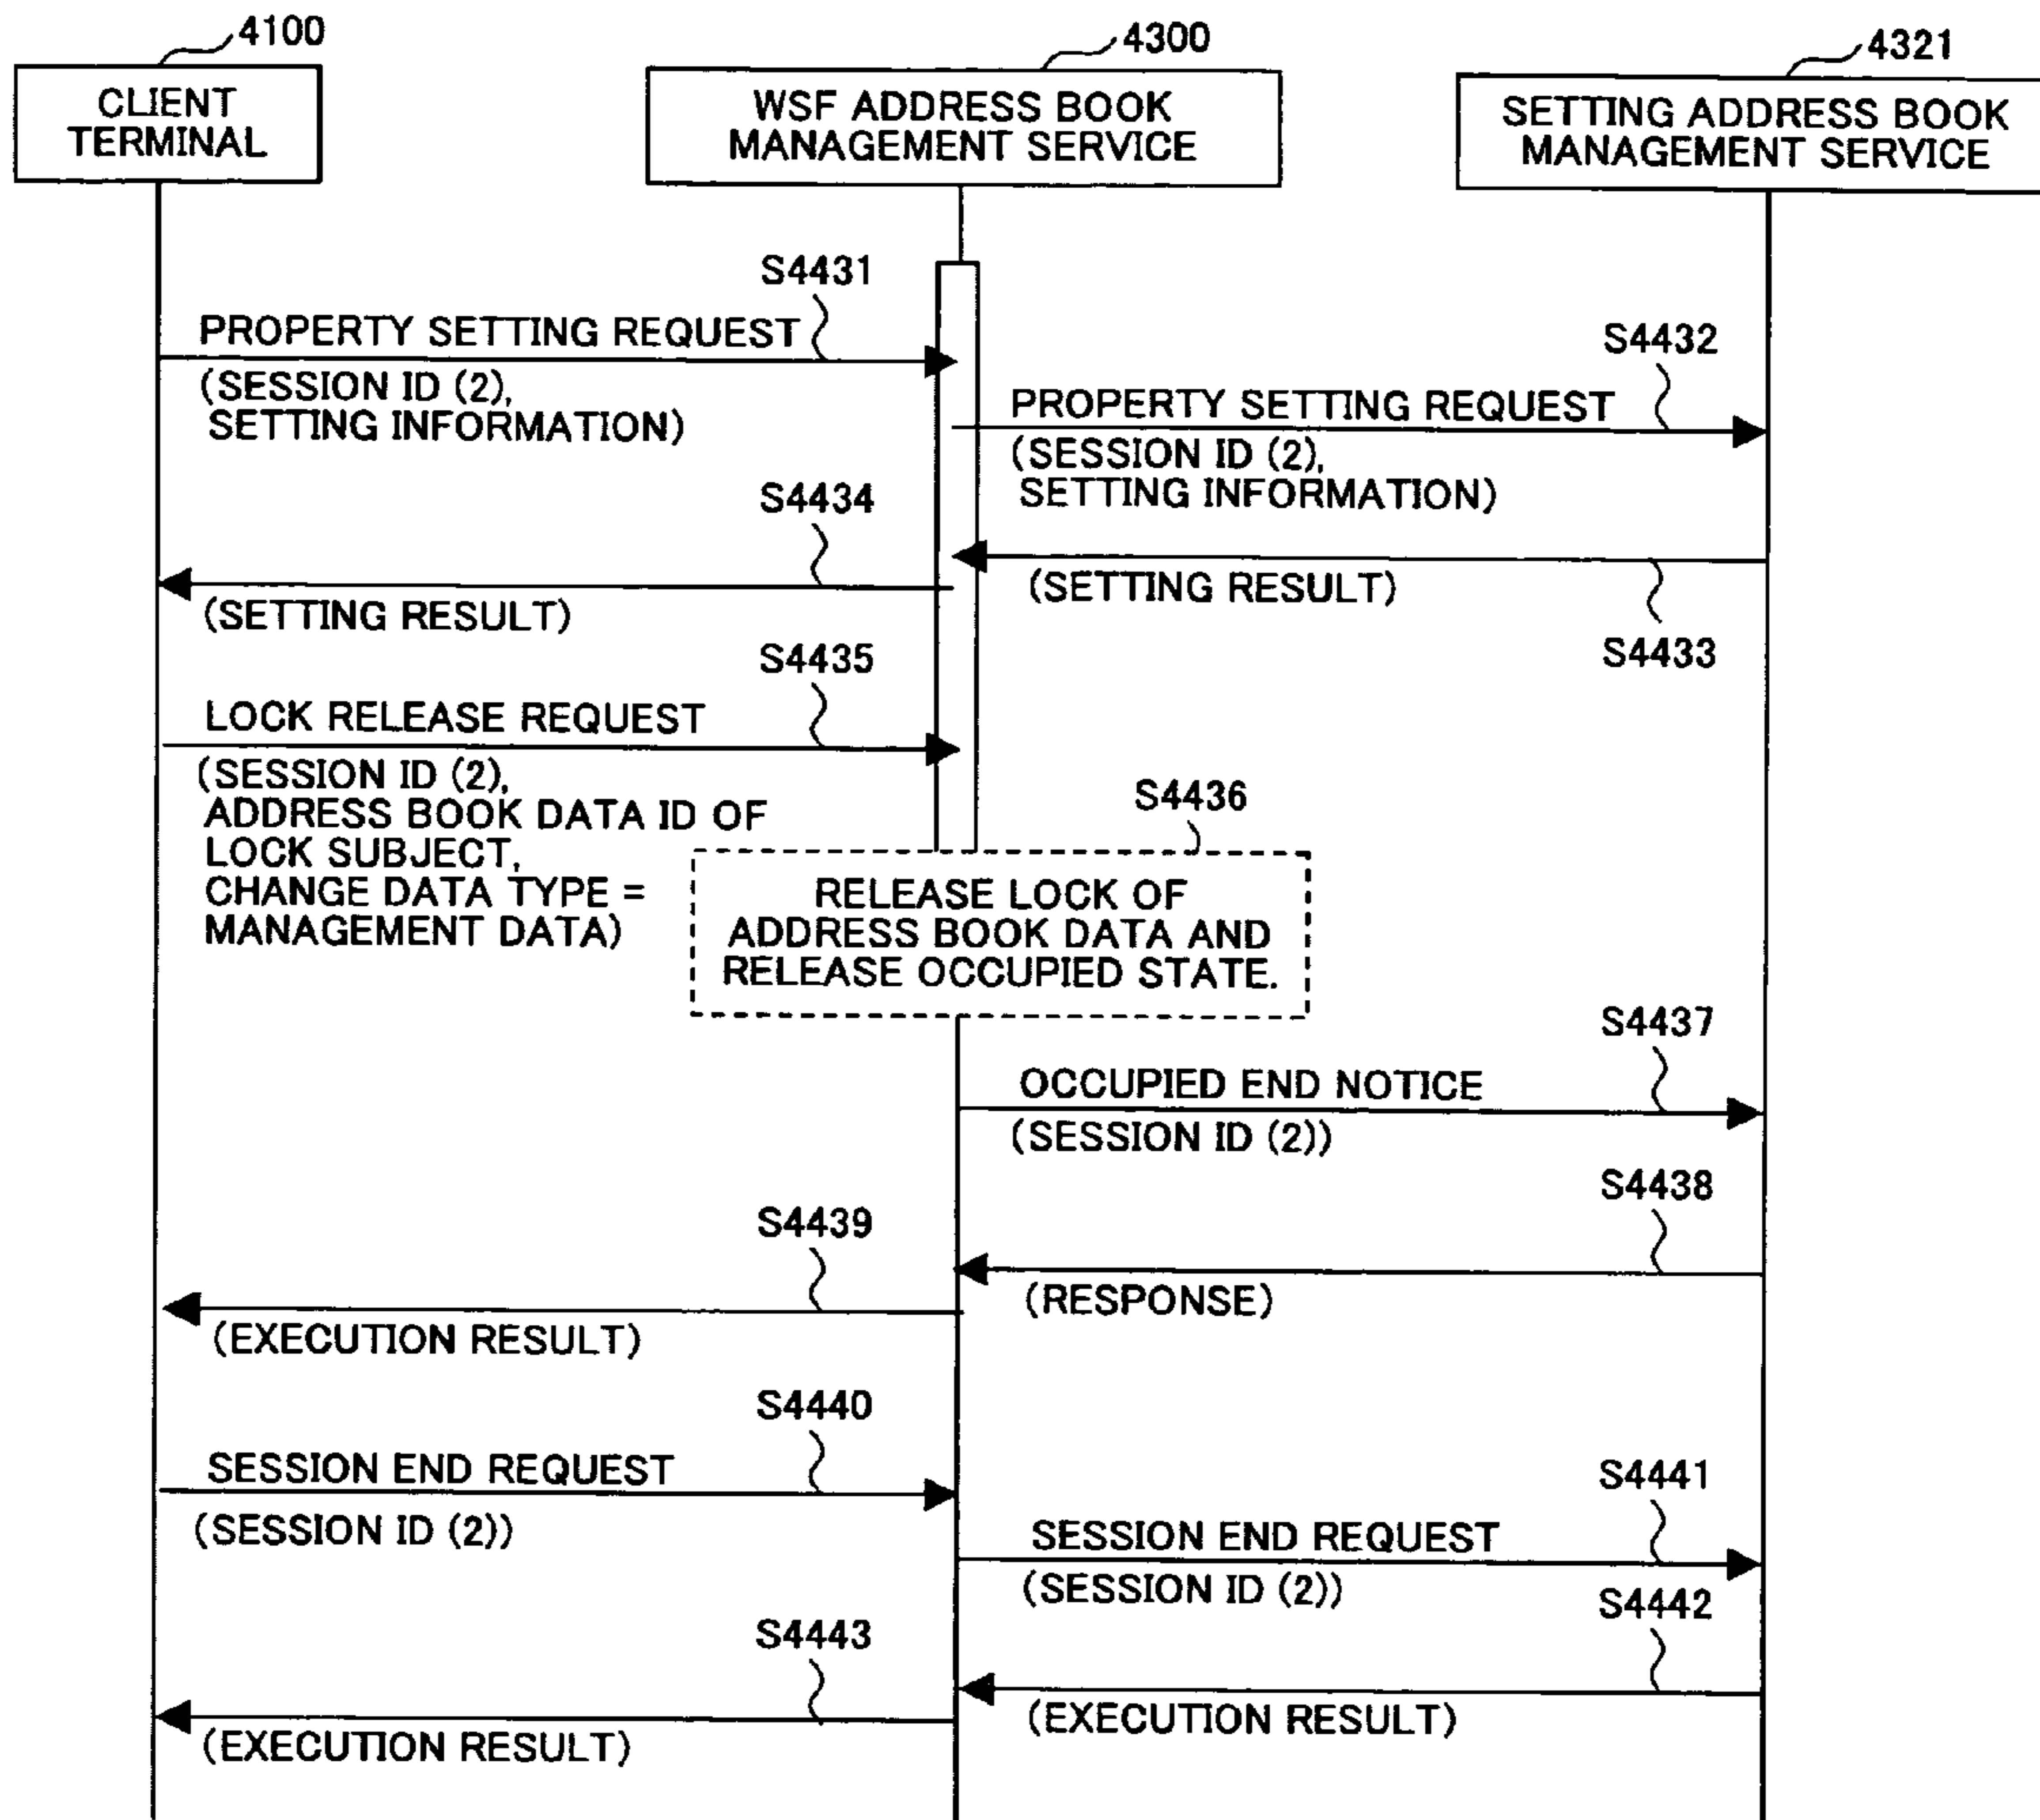 4100
4300
4321
CLIENT
TERMINAL
WSF ADDRESS BOOK
MANAGEMENT SERVICE
SETTING ADDRESS BOOK
MANAGEMENT SERVICE
S4431
PROPERTY SETTING REQUEST
(SESSION ID (2),
SETTING INFORMATION)
S4432
PROPERTY SETTING REQUEST
(SESSION ID (2),
SETTING INFORMATION)
S4434
(SETTING RESULT)
(SETTING RESULT)
S4433
S4435
LOCK RELEASE REQUEST
(SESSION ID (2),
ADDRESS BOOK DATA ID OF
LOCK SUBJECT,
CHANGE DATA TYPE =
MANAGEMENT DATA)
S4436
RELEASE LOCK OF
ADDRESS BOOK DATA AND
RELEASE OCCUPIED STATE.
S4437
OCCUPIED END NOTICE
(SESSION ID (2))
S4438
(RESPONSE)
S4439
(EXECUTION RESULT)
S4440
SESSION END REQUEST
(SESSION ID (2))
S4441
SESSION END REQUEST
(SESSION ID (2))
S4442
(EXECUTION RESULT)
S4443
(EXECUTION RESULT)